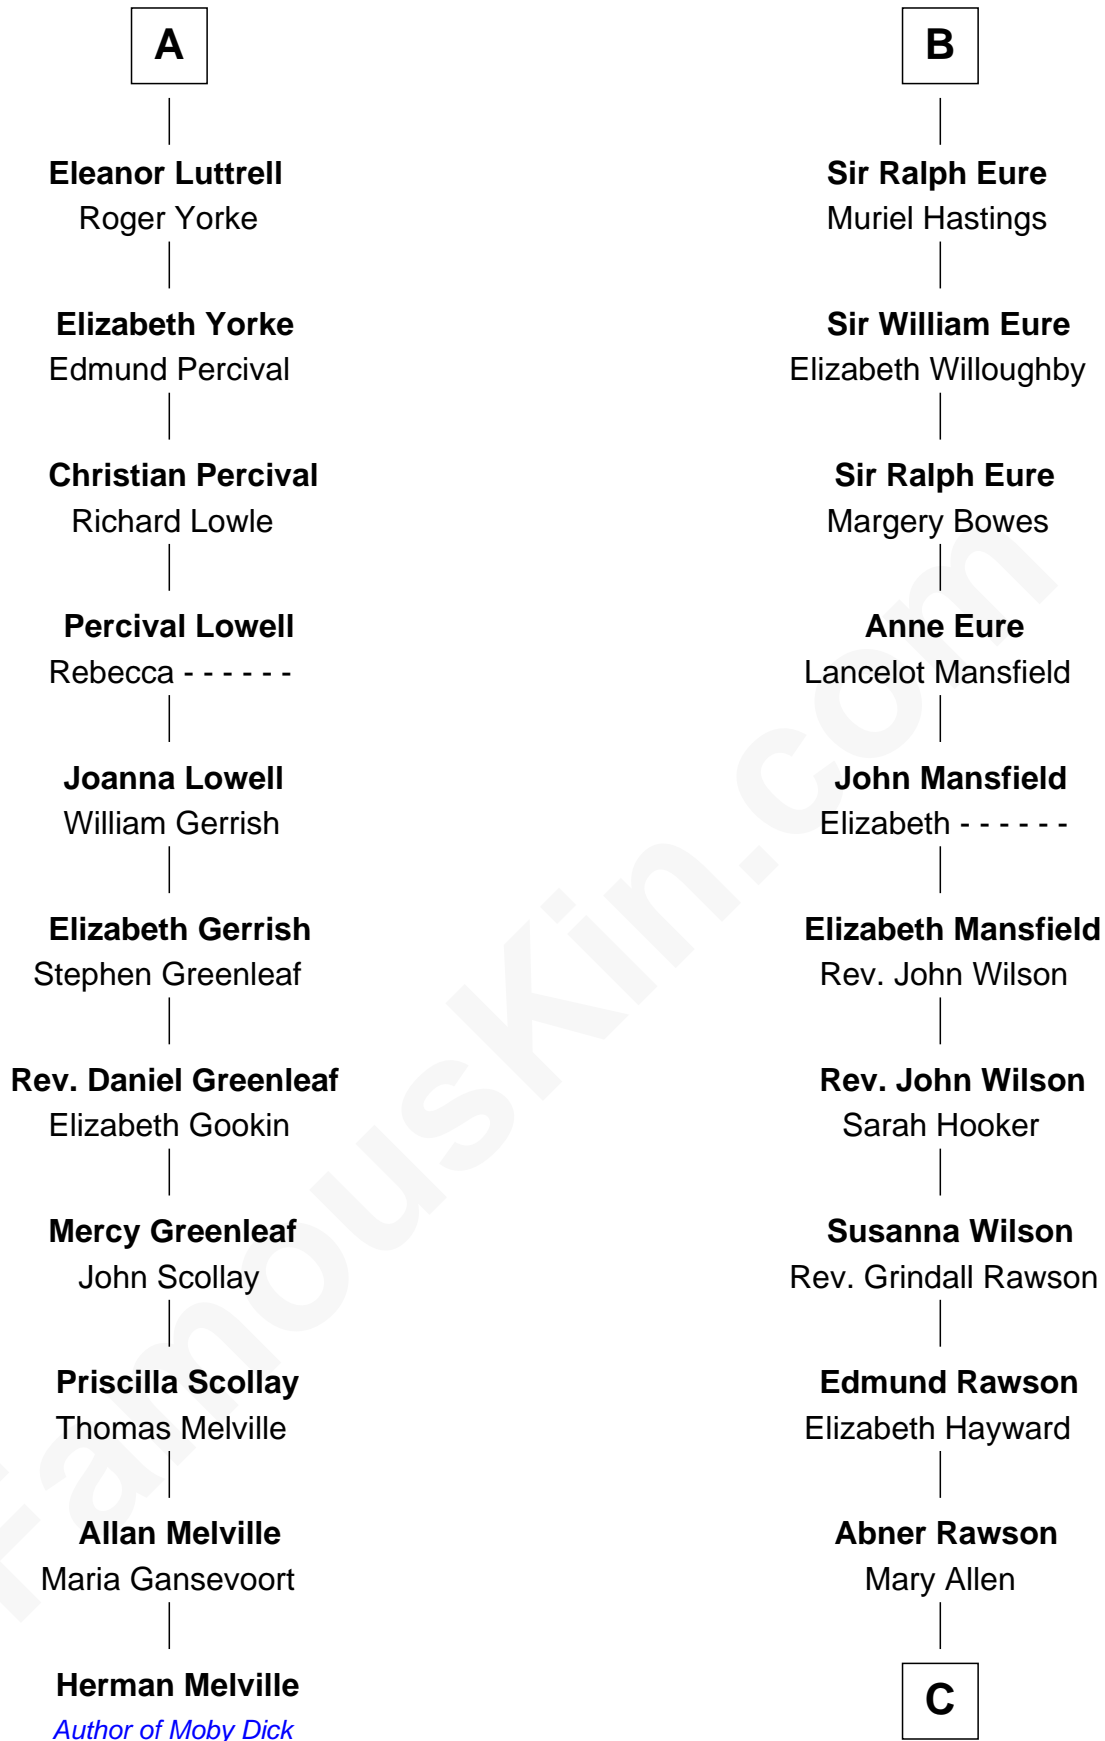 A
Eleanor Luttrell
Roger Yorke
Elizabeth Yorke
Edmund Percival
Christian Percival
Richard Lowle
Percival Lowell
Rebecca - - - - - -
Joanna Lowell
William Gerrish
Elizabeth Gerrish
Stephen Greenleaf
Rev. Daniel Greenleaf
Elizabeth Gookin
Mercy Greenleaf
John Scollay
Priscilla Scollay
Thomas Melville
Allan Melville
Maria Gansevoort
Herman Melville
Author of Moby Dick
B
Sir Ralph Eure
Muriel Hastings
Sir William Eure
Elizabeth Willoughby
Sir Ralph Eure
Margery Bowes
Anne Eure
Lancelot Mansfield
John Mansfield
Elizabeth - - - - - -
Elizabeth Mansfield
Rev. John Wilson
Rev. John Wilson
Sarah Hooker
Susanna Wilson
Rev. Grindall Rawson
Edmund Rawson
Elizabeth Hayward
Abner Rawson
Mary Allen
C
FamousKin.com